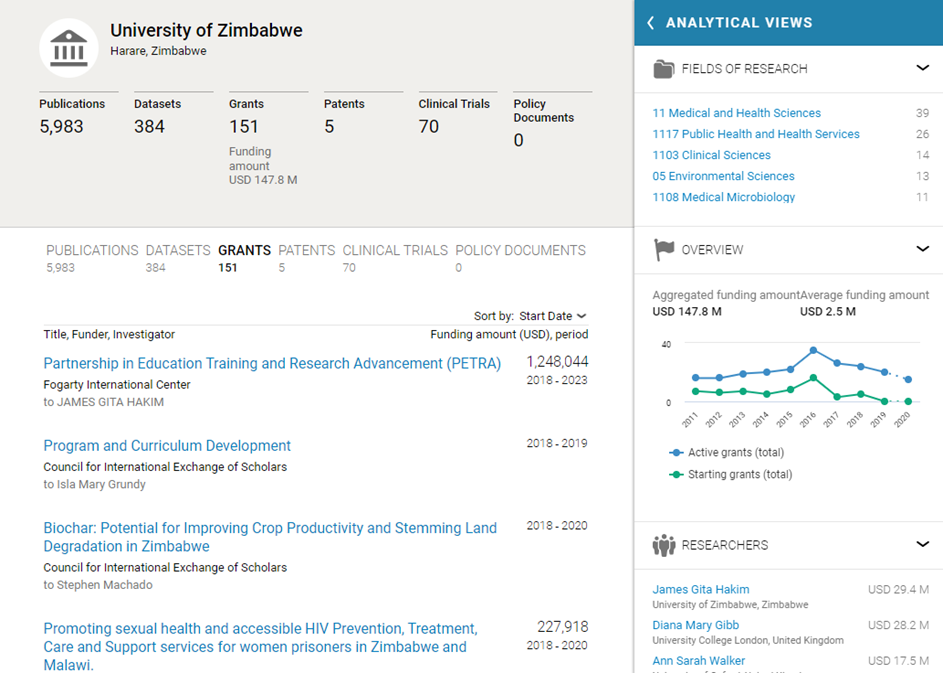 University of Zimbabwe
Harare, Zimbabwe
Publications
5,983
Datasets
384
Grants
151
Funding
amount
USD 147.8 M
Patents
5
Clinical Trials
70
Policy
Documents
0
PUBLICATIONS DATASETS GRANTS PATENTS CLINICAL TRIALS POLICY DOCUMENTS
5,983 384 151 5 70 0
Sort by: Start Date
Title, Funder, Investigator Funding amount (USD), period
Partnership in Education Training and Research Advancement (PETRA) 1,248,044
Fogarty International Center 2018 - 2023
to JAMES GITA HAKIM
Program and Curriculum Development 2018 - 2019
Council for International Exchange of Scholars
to Isla Mary Grundy
Biochar: Potential for Improving Crop Productivity and Stemming Land 2018 - 2020
Degradation in Zimbabwe
Council for International Exchange of Scholars
to Stephen Machado
Promoting sexual health and accessible HIV Prevention, Treatment, 227,918
Care and Support services for women prisoners in Zimbabwe and 2018 - 2020
Malawi.
ANALYTICAL VIEWS
FIELDS OF RESEARCH
11 Medical and Health Sciences 39
1117 Public Health and Health Services 26
1103 Clinical Sciences 14
05 Environmental Sciences 13
1108 Medical Microbiology 11
OVERVIEW
Aggregated funding amount Average funding amount
USD 147.8 M USD 2.5 M
40
0
2011 2012 2013 2014 2015 2016 2017 2018 2019 2020
Active grants (total)
Starting grants (total)
RESEARCHERS
James Gita Hakim USD 29.4 M
University of Zimbabwe, Zimbabwe
Diana Mary Gibb USD 28.2 M
University College London, United Kingdom
Ann Sarah Walker USD 17.5 M